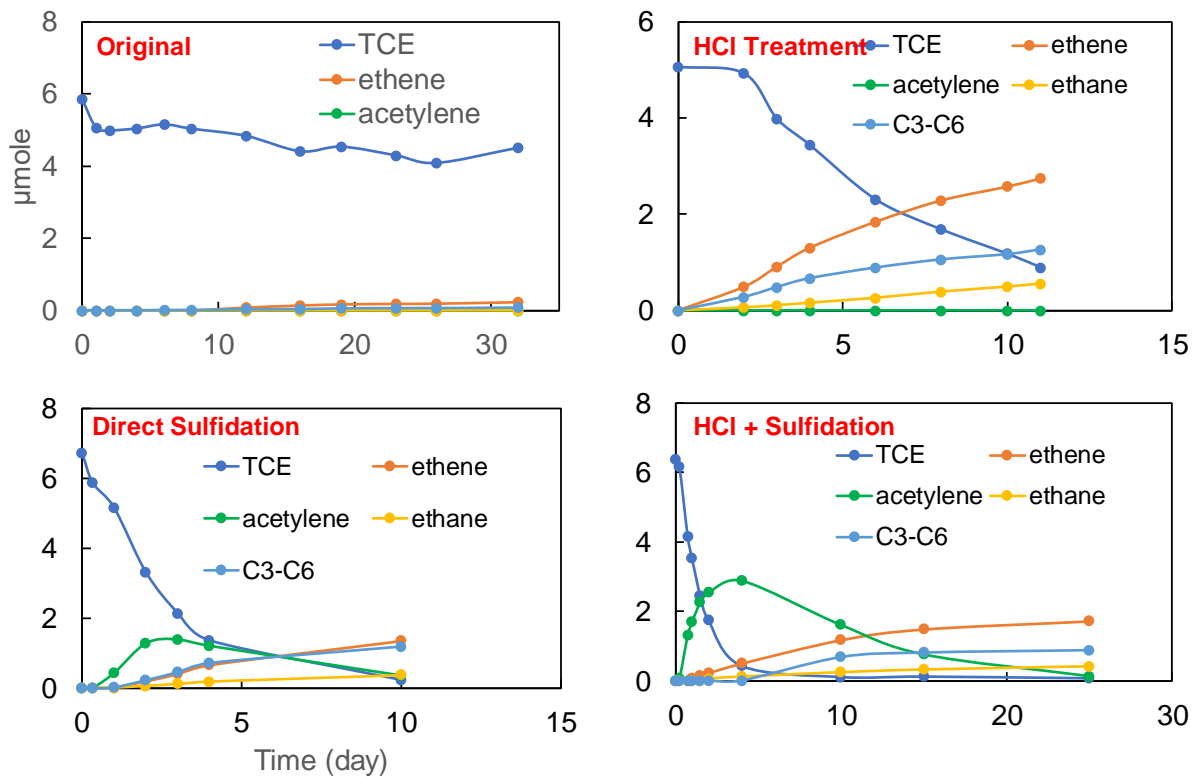 Original
TCE
ethene
acetylene
8
6
4
2
0
0 10 20 30
µmole
HCl Treatment
TCE ethene
acetylene ethane
C3-C6
6
4
2
0
0 5 10 15
Direct Sulfidation
TCE ethene
acetylene ethane
C3-C6
8
6
4
2
0
0 5 10 15
Time (day)
HCl + Sulfidation
TCE ethene
acetylene ethane
C3-C6
8
6
4
2
0
0 10 20 30